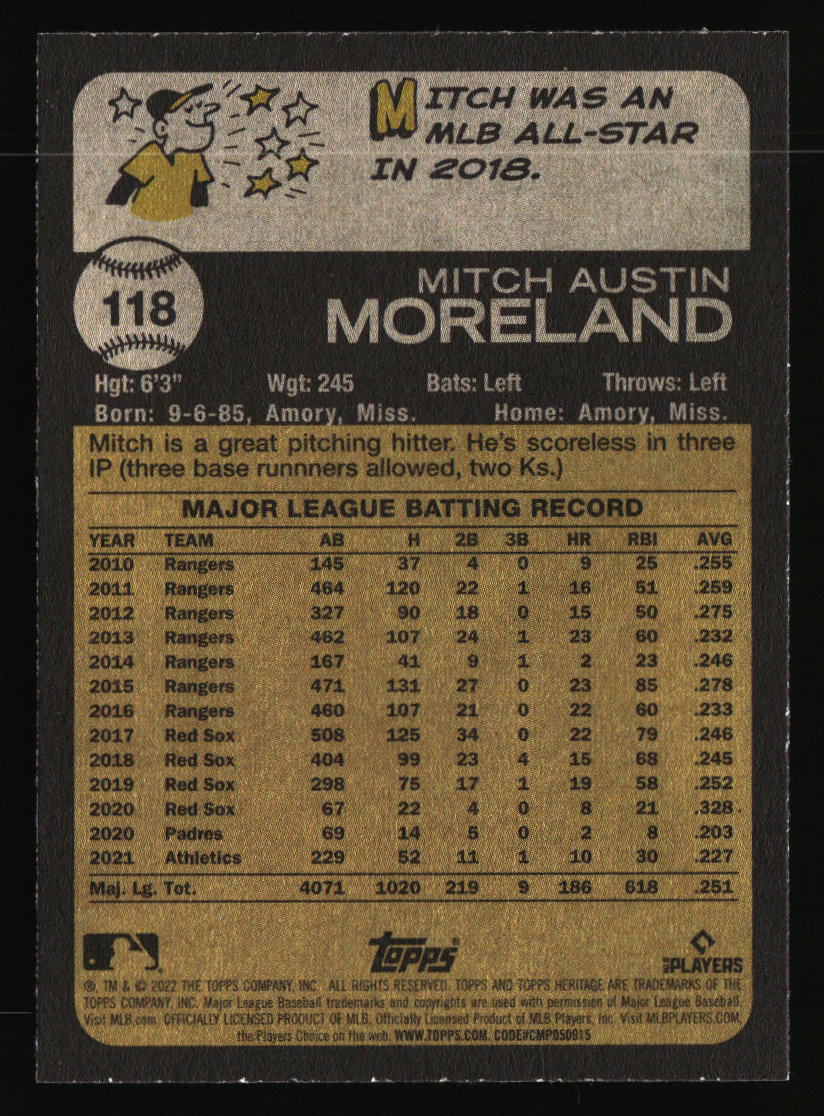 MITCH WAS AN
MLB ALL-STAR
IN 2018.
118
MITCH AUSTIN
MORELAND
Hgt: 6'3" Wgt: 245 Bats: Left Throws: Left
Born: 9-6-85, Amory, Miss. Home: Amory, Miss.
Mitch is a great pitching hitter. He's scoreless in three
IP (three base runnners allowed, two Ks.)
MAJOR LEAGUE BATTING RECORD
YEAR TEAM AB H 2B 3B HR RBI AVG
2010 Rangers 145 37 4 0 9 25 .255
2011 Rangers 464 120 22 1 16 51 .259
2012 Rangers 327 90 18 0 15 50 .275
2013 Rangers 462 107 24 1 23 60 .232
2014 Rangers 167 41 9 1 2 23 .246
2015 Rangers 471 131 27 0 23 85 .278
2016 Rangers 460 107 21 0 22 60 .233
2017 Red Sox 508 125 34 0 22 79 .246
2018 Red Sox 404 99 23 4 15 68 .245
2019 Red Sox 298 75 17 1 19 58 .252
2020 Red Sox 67 22 4 0 8 21 .328
2020 Padres 69 14 5 0 2 8 .203
2021 Athletics 229 52 11 1 10 30 .227
Maj. Lg. Tot. 4071 1020 219 9 186 618 .251
Topps
MLB PLAYERS
®, TM & © 2022 THE TOPPS COMPANY, INC. ALL RIGHTS RESERVED. TOPPS AND TOPPS HERITAGE ARE TRADEMARKS OF THE
TOPPS COMPANY, INC. Major League Baseball trademarks and copyrights are used with permission of Major League Baseball.
Visit MLB.com. OFFICIALLY LICENSED PRODUCT OF MLB. Officially Licensed Product of MLB Players, Inc. Visit MLBPLAYERS.COM,
the Players Choice on the web. WWW.TOPPS.COM. CODE#CMP050915